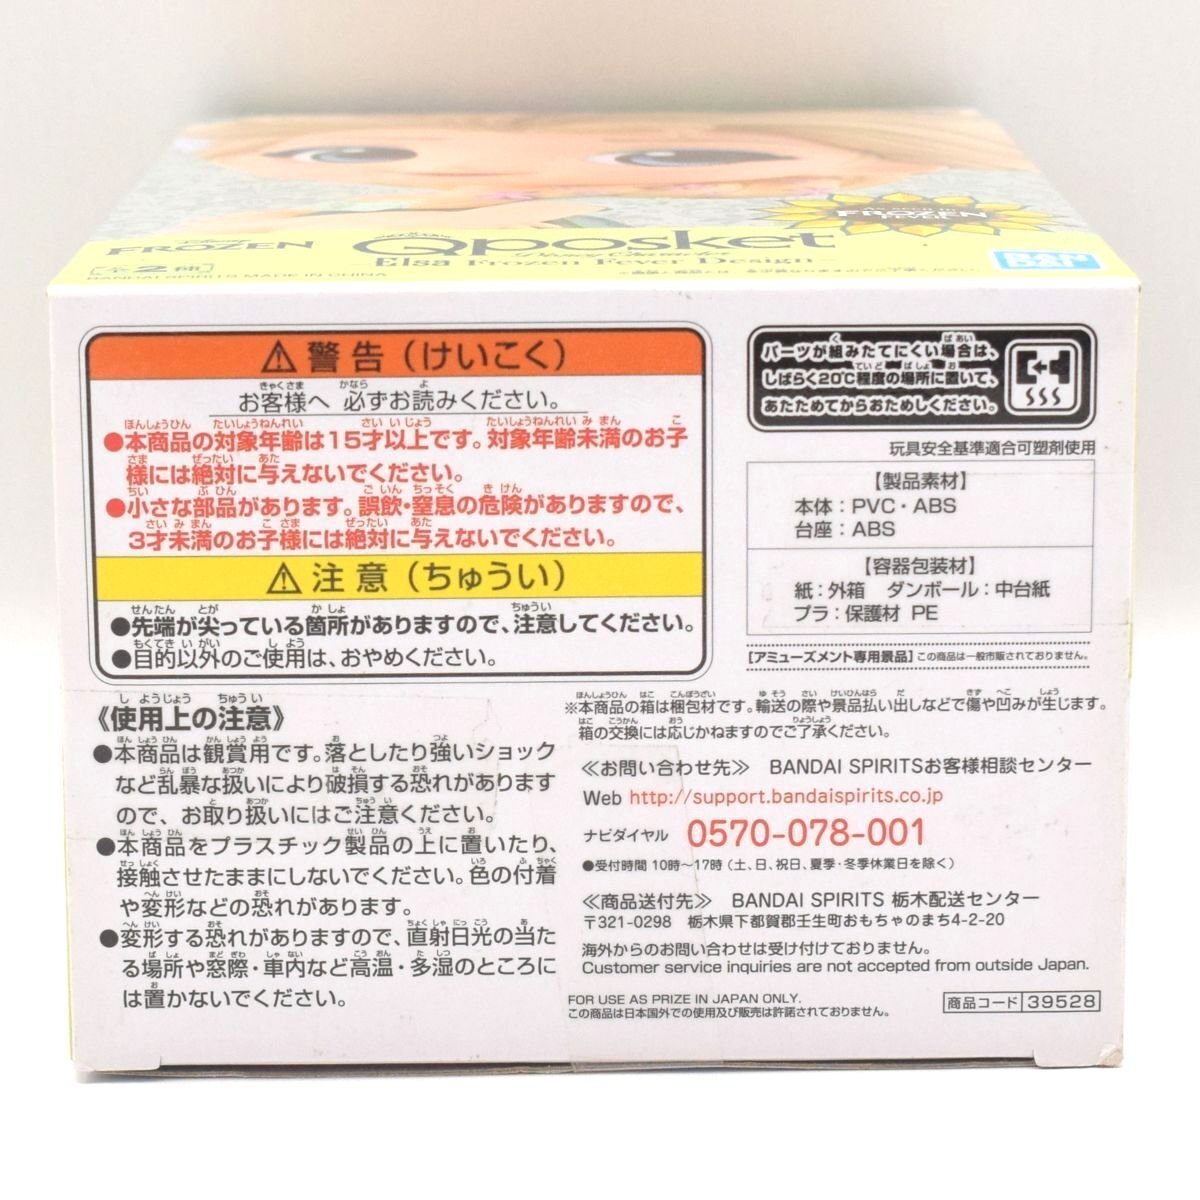 FROZEN FEVER
Disney
FROZEN
Qposket
Disney Characters
Elsa Frozen Fever Design
[全2種]
BANDAI SPIRITS MADE IN CHINA
BANDAI
⚠警告(けいこく)
お客様へ 必ずお読みください。
●本商品の対象年齢は15才以上です。対象年齢未満のお子
様には絶対に与えないでください。
●小さな部品があります。誤飲・窒息の危険がありますので、
3才未満のお子様には絶対に与えないでください。
⚠注意(ちゅうい)
●先端が尖っている箇所がありますので、注意してください。
●目的以外のご使用は、おやめください。
パーツが組みたてにくい場合は、
しばらく20℃程度の場所に置いて、
あたためてからおためしください。
玩具安全基準適合可塑剤使用
【製品素材】
本体:PVC・ABS
台座:ABS
【容器包装材】
紙:外箱 ダンボール:中台紙
プラ:保護材 PE
[アミューズメント専用景品] この商品は一般市販されておりません。
《使用上の注意》
●本商品は観賞用です。落としたり強いショック
など乱暴な扱いにより破損する恐れがあります
ので、お取り扱いにはご注意ください。
●本商品をプラスチック製品の上に置いたり、
接触させたままにしないでください。色の付着
や変形などの恐れがあります。
●変形する恐れがありますので、直射日光の当た
る場所や窓際・車内など高温・多湿のところに
は置かないでください。
※本商品の箱は梱包材です。輸送の際や景品払い出しなどで傷や凹みが生じます。
箱の交換には応じかねますのでご了承ください。
≪お問い合わせ先≫ BANDAI SPIRITSお客様相談センター
Web http://support.bandaispirits.co.jp
ナビダイヤル 0570-078-001
●受付時間 10時〜17時(土、日、祝日、夏季・冬季休業日を除く)
≪商品送付先≫ BANDAI SPIRITS 栃木配送センター
〒321-0298 栃木県下都賀郡壬生町おもちゃのまち4-2-20
海外からのお問い合わせは受け付けておりません。
Customer service inquiries are not accepted from outside Japan.
FOR USE AS PRIZE IN JAPAN ONLY.
この商品は日本国外での使用及び販売は許諾されておりません。
商品コード 39528